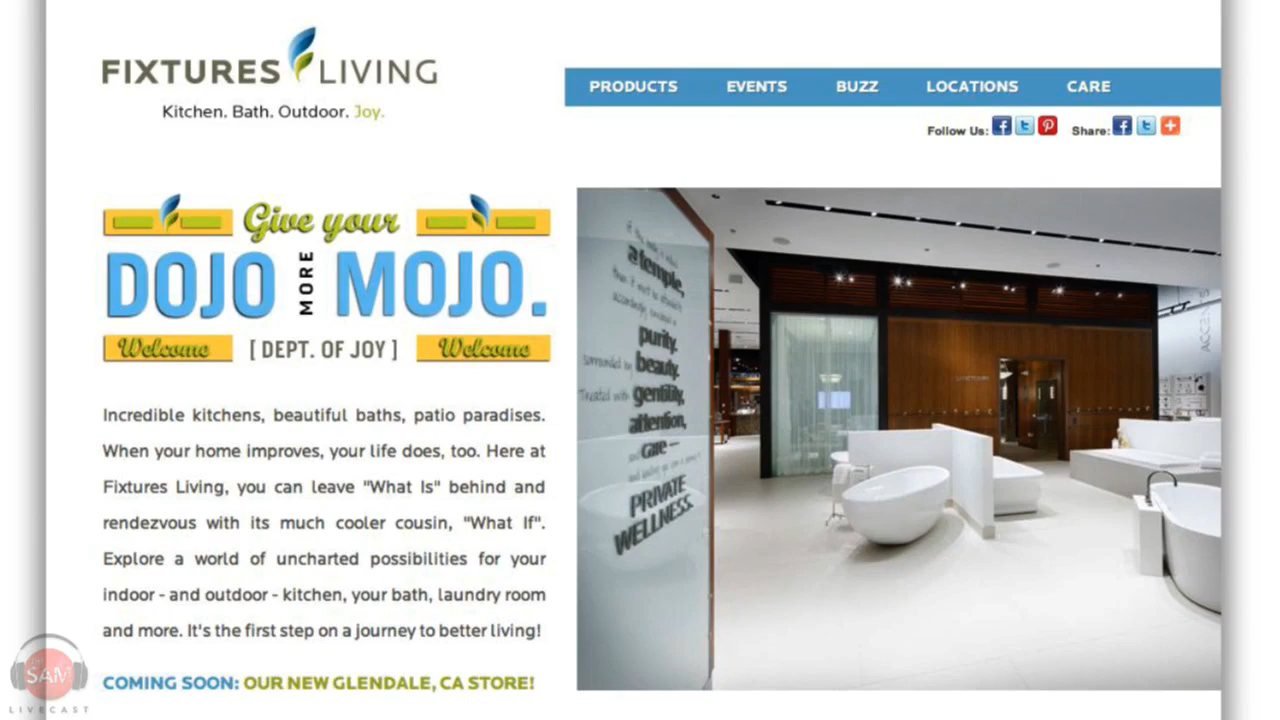 FIXTURES LIVING
Kitchen. Bath. Outdoor. Joy.
PRODUCTS EVENTS BUZZ LOCATIONS CARE
Follow Us: Share:
Give your
DOJO MORE MOJO.
Welcome [ DEPT. OF JOY ] Welcome
Incredible kitchens, beautiful baths, patio paradises.
When your home improves, your life does, too. Here at
Fixtures Living, you can leave "What Is" behind and
rendezvous with its much cooler cousin, "What If".
Explore a world of uncharted possibilities for your
indoor - and outdoor - kitchen, your bath, laundry room
and more. It's the first step on a journey to better living!
COMING SOON: OUR NEW GLENDALE, CA STORE!
a temple,
purity,
surrounded by beauty,
Treated with gentility,
attention,
and care —
PRIVATE
WELLNESS.
SAM
LIVECAST